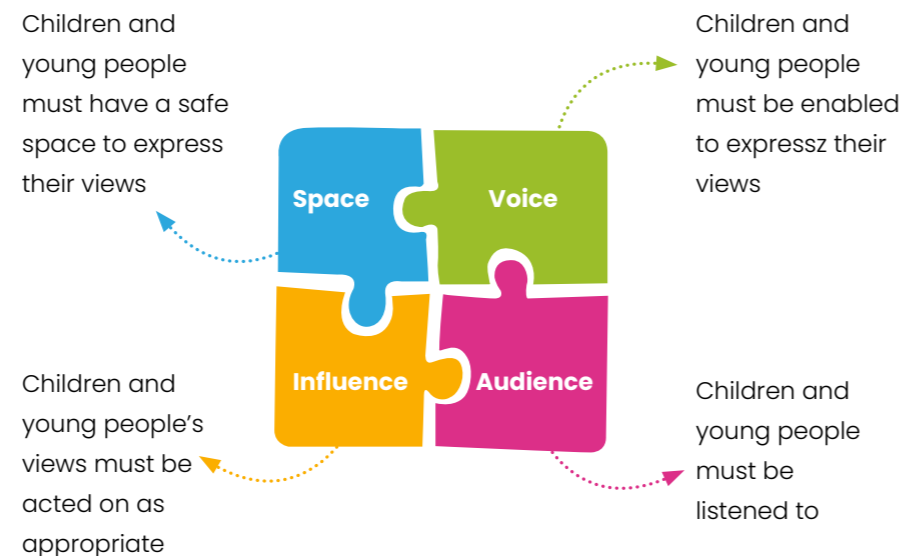 Children and
young people
must have a safe
space to express
their views
Children and
young people
must be enabled
to expressz their
views
Space
Voice
Influence
Audience
Children and
young people's
views must be
acted on as
appropriate
Children and
young people
must be
listened to